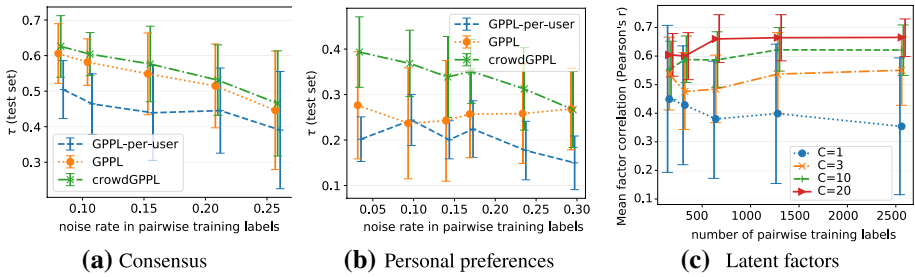 τ (test set)
0.7
0.6
0.5
0.4
0.3
GPPL-per-user
GPPL
crowdGPPL
0.10
0.15
0.20
0.25
noise rate in pairwise training labels
(a) Consensus
τ (test set)
0.4
0.3
0.2
0.1
GPPL-per-user
GPPL
crowdGPPL
0.05
0.10
0.15
0.20
0.25
0.30
noise rate in pairwise training labels
(b) Personal preferences
Mean factor correlation (Pearson's r)
0.7
0.6
0.5
0.4
0.3
0.2
0.1
C=1
C=3
C=10
C=20
500
1000
1500
2000
2500
number of pairwise training labels
(c) Latent factors